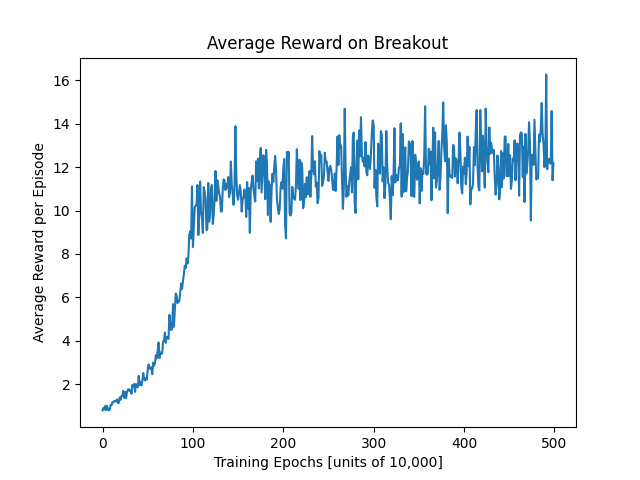 Average Reward on Breakout
Average Reward per Episode
16
14
12
10
8
6
4
2
0 100 200 300 400 500
Training Epochs [units of 10,000]